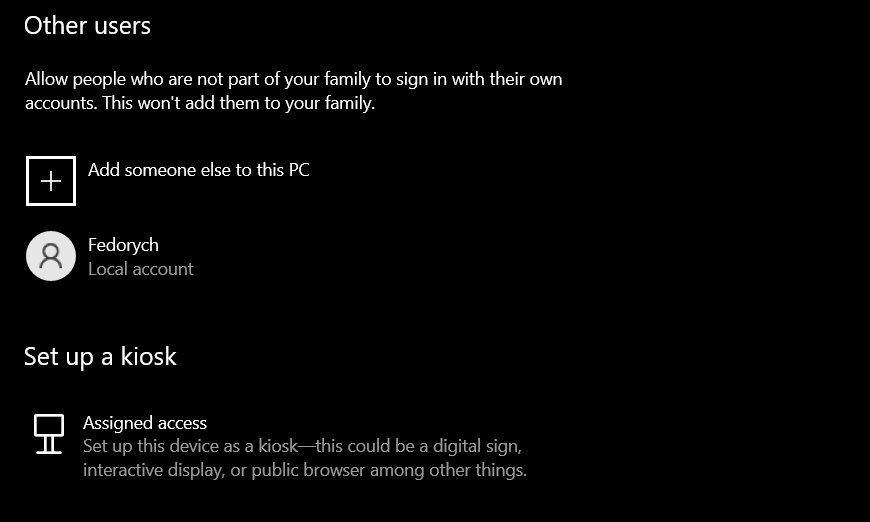 Other users
Allow people who are not part of your family to sign in with their own
accounts. This won't add them to your family.
Add someone else to this PC
Fedorych
Local account
Set up a kiosk
Assigned access
Set up this device as a kiosk—this could be a digital sign,
interactive display, or public browser among other things.